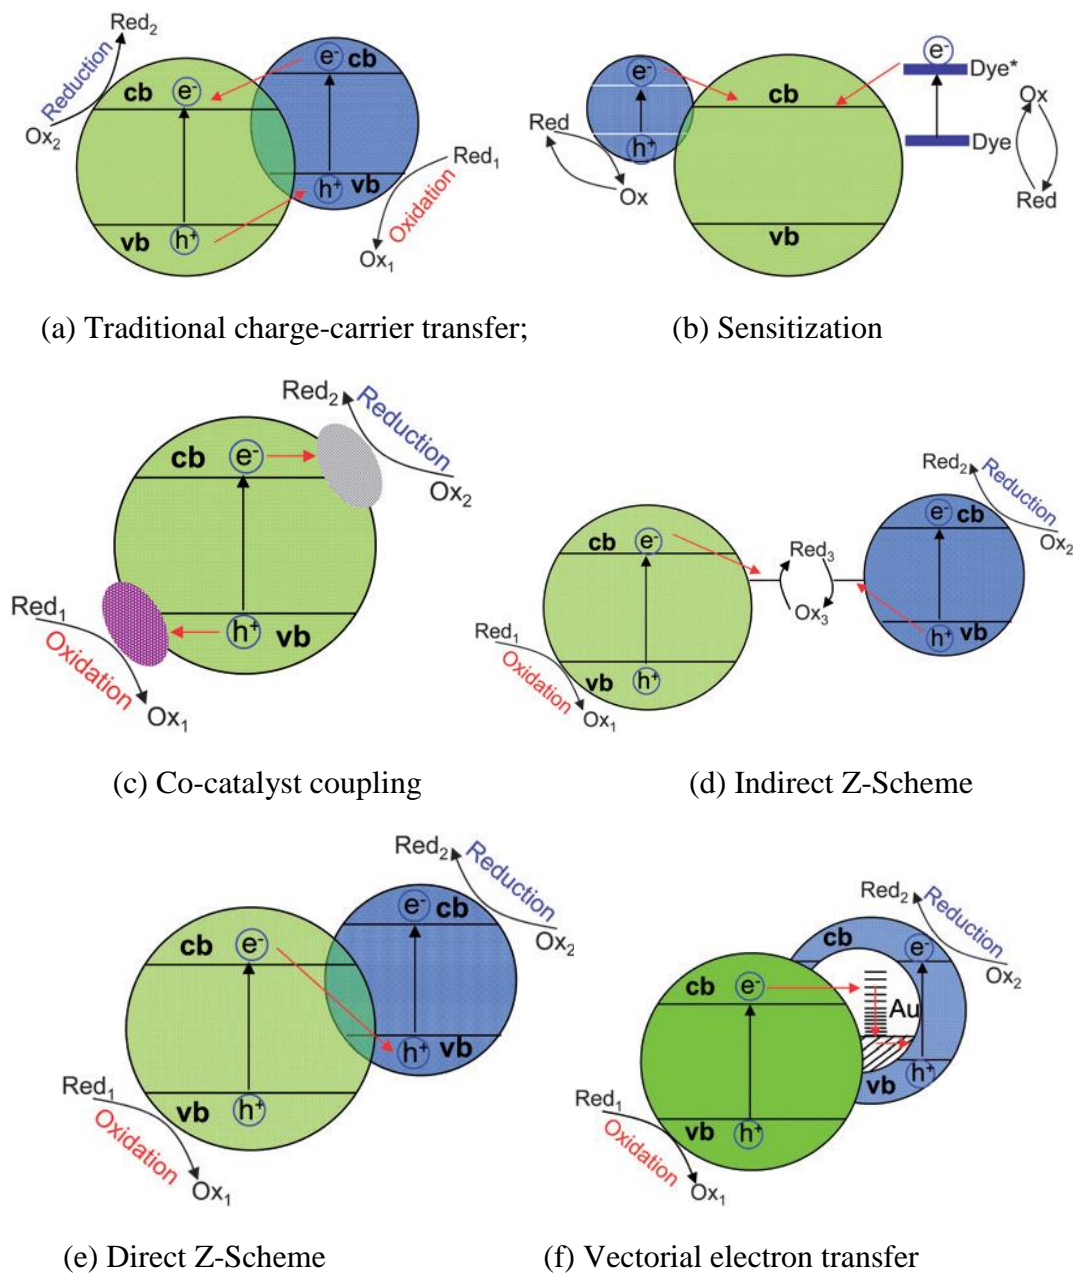 Red₂
Reduction
Ox₂
cb
e⁻
e⁻
cb
vb
h⁺
h⁺
vb
Red₁
Oxidation
Ox₁
(a) Traditional charge-carrier transfer;
e⁻
h⁺
Red
Ox
cb
vb
e⁻
Dye*
Dye
Ox
Red
(b) Sensitization
Red₂
Reduction
Ox₂
cb
e⁻
h⁺
vb
Red₁
Oxidation
Ox₁
(c) Co-catalyst coupling
cb
e⁻
vb
h⁺
Red₁
Oxidation
Ox₁
Red₃
Ox₃
Red₂
Reduction
Ox₂
e⁻
cb
h⁺
vb
(d) Indirect Z-Scheme
Red₂
Reduction
Ox₂
cb
e⁻
e⁻
cb
h⁺
vb
vb
h⁺
Red₁
Oxidation
Ox₁
(e) Direct Z-Scheme
Red₂
Reduction
Ox₂
cb
e⁻
cb
e⁻
Au
h⁺
vb
vb
h⁺
Red₁
Oxidation
Ox₁
(f) Vectorial electron transfer